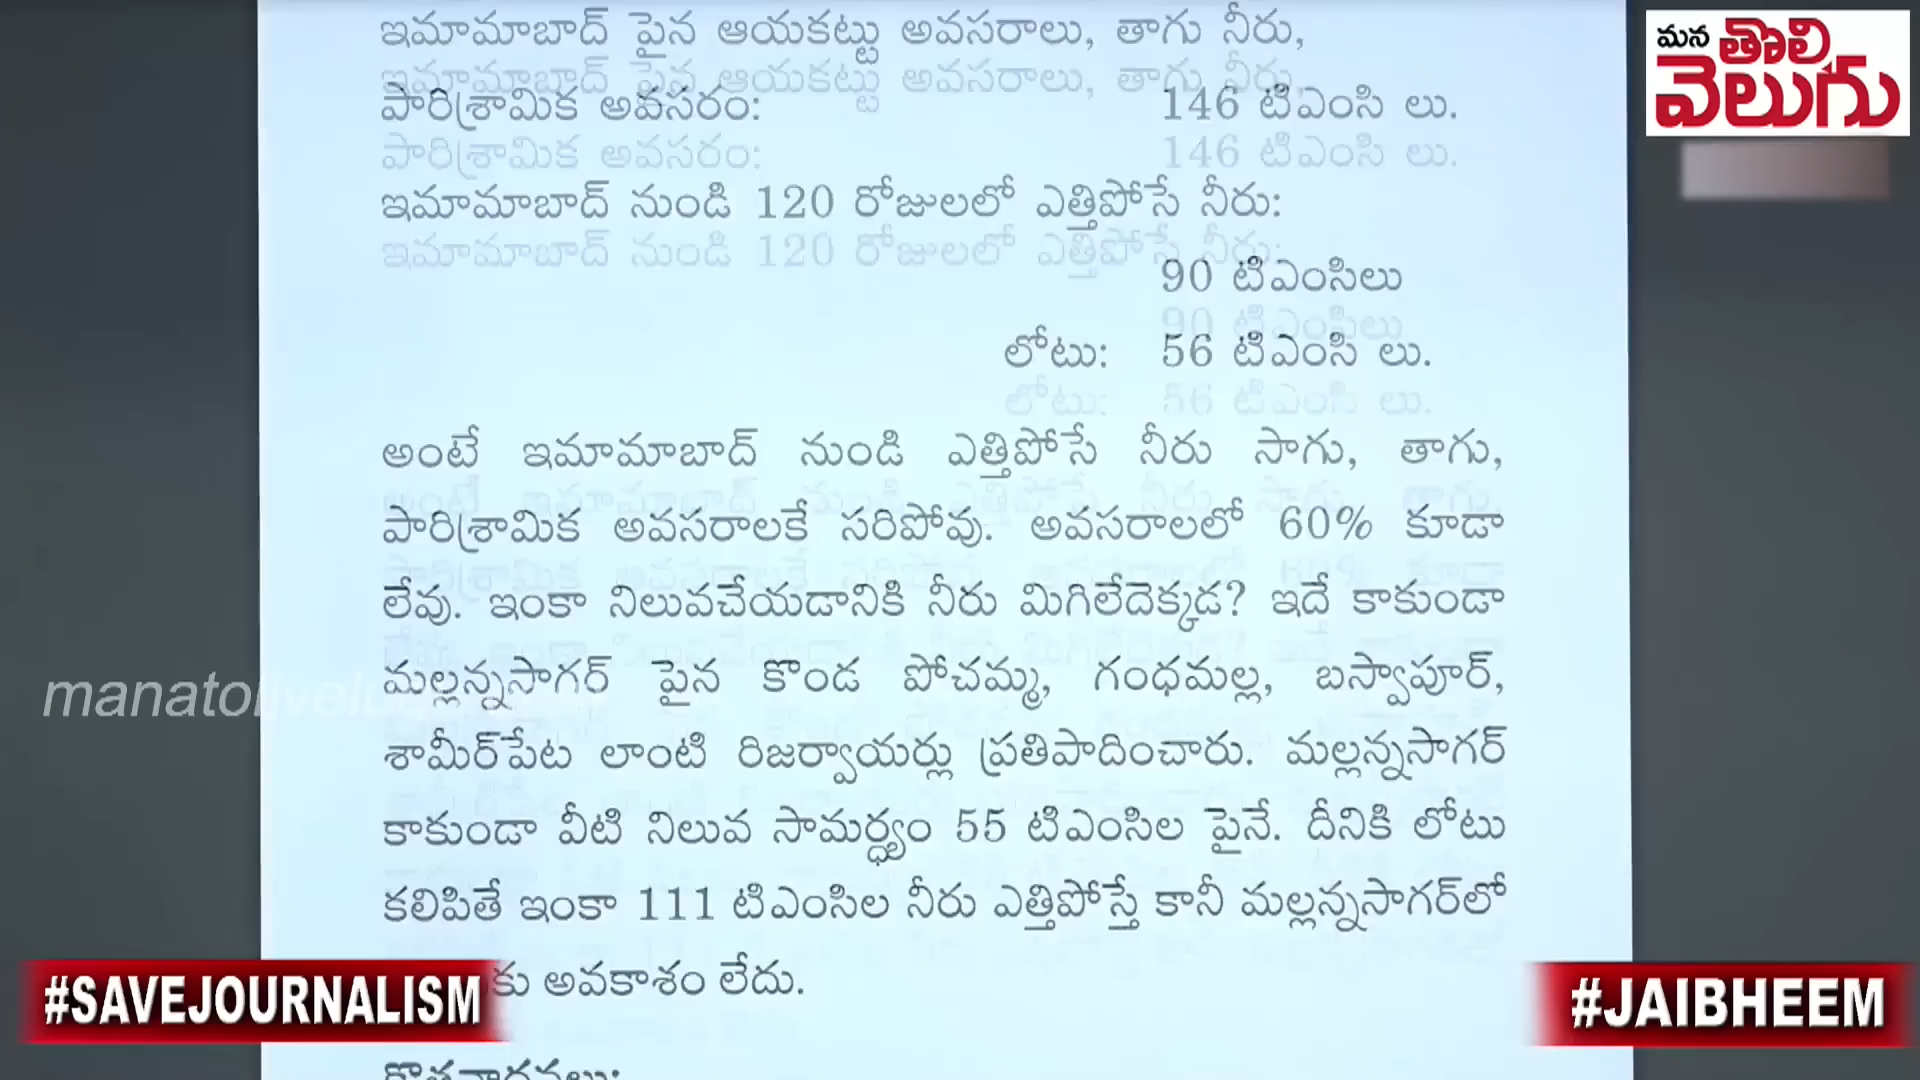 ఇమామాబాద్ పైన ఆయకట్టు అవసరాలు, తాగు నీరు,
పారిశ్రామిక అవసరం: 146 టిఎంసి లు.
ఇమామాబాద్ నుండి 120 రోజులలో ఎత్తిపోసే నీరు:
90 టిఎంసిలు
లోటు: 56 టిఎంసి లు.
అంటే ఇమామాబాద్ నుండి ఎత్తిపోసే నీరు సాగు, తాగు,
పారిశ్రామిక అవసరాలకే సరిపోవు. అవసరాలలో 60% కూడా
లేవు. ఇంకా నిలువచేయడానికి నీరు మిగిలేదెక్కడ? ఇదే కాకుండా
మల్లన్నసాగర్ పైన కొండ పోచమ్మ, గంధమల్ల, బస్వాపూర్,
శామీర్‌పేట లాంటి రిజర్వాయర్లు ప్రతిపాదించారు. మల్లన్నసాగర్
కాకుండా వీటి నిలువ సామర్ధ్యం 55 టిఎంసిల పైనే. దీనికి లోటు
కలిపితే ఇంకా 111 టిఎంసిల నీరు ఎత్తిపోస్తే కానీ మల్లన్నసాగర్‌లో
కు అవకాశం లేదు.
మన తొలి వెలుగు
#SAVEJOURNALISM
#JAIBHEEM